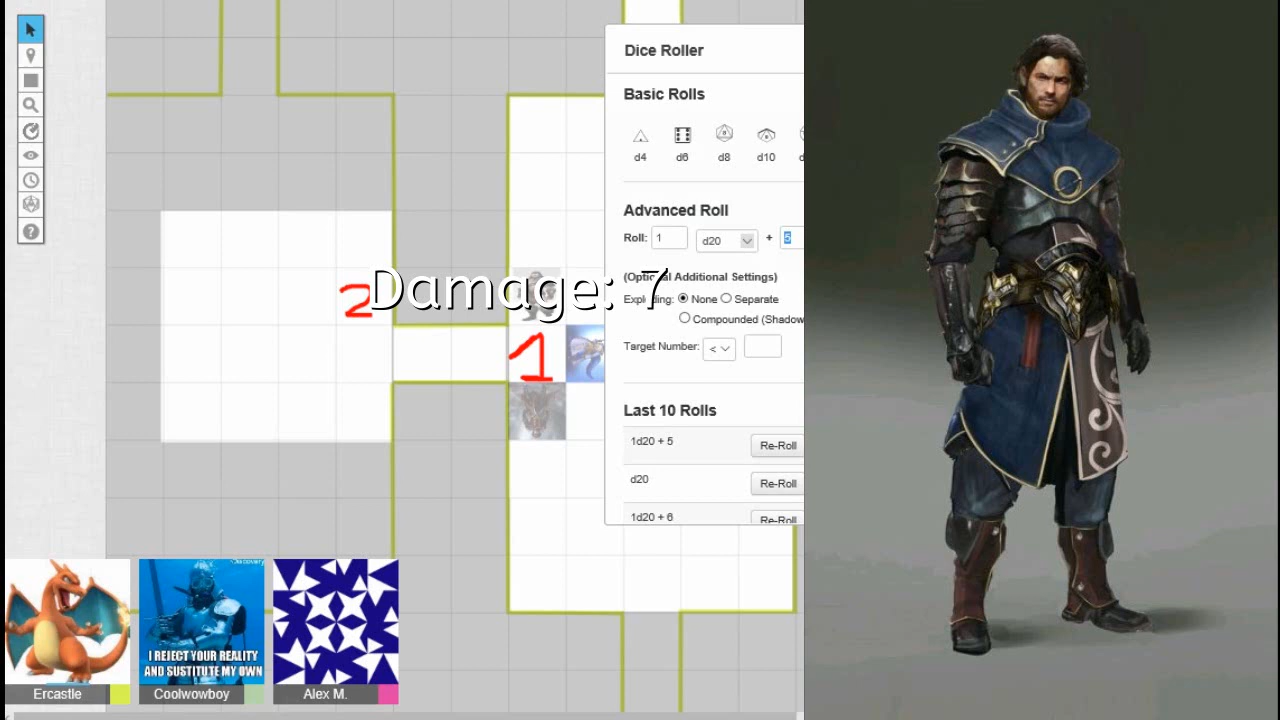 Dice Roller
Basic Rolls
d4 d6 d8 d10
Advanced Roll
Roll: 1 d20 + 5
(Optional Additional Settings)
None Separate
Compounded (Shadow
Target Number: <
Last 10 Rolls
1d20 + 5 Re-Roll
d20 Re-Roll
1d20 + 6 Re-Roll
Damage: 7
2
1
Discovery
I REJECT YOUR REALITY
AND SUSTITUTE MY OWN
Ercastle Coolwowboy Alex M.